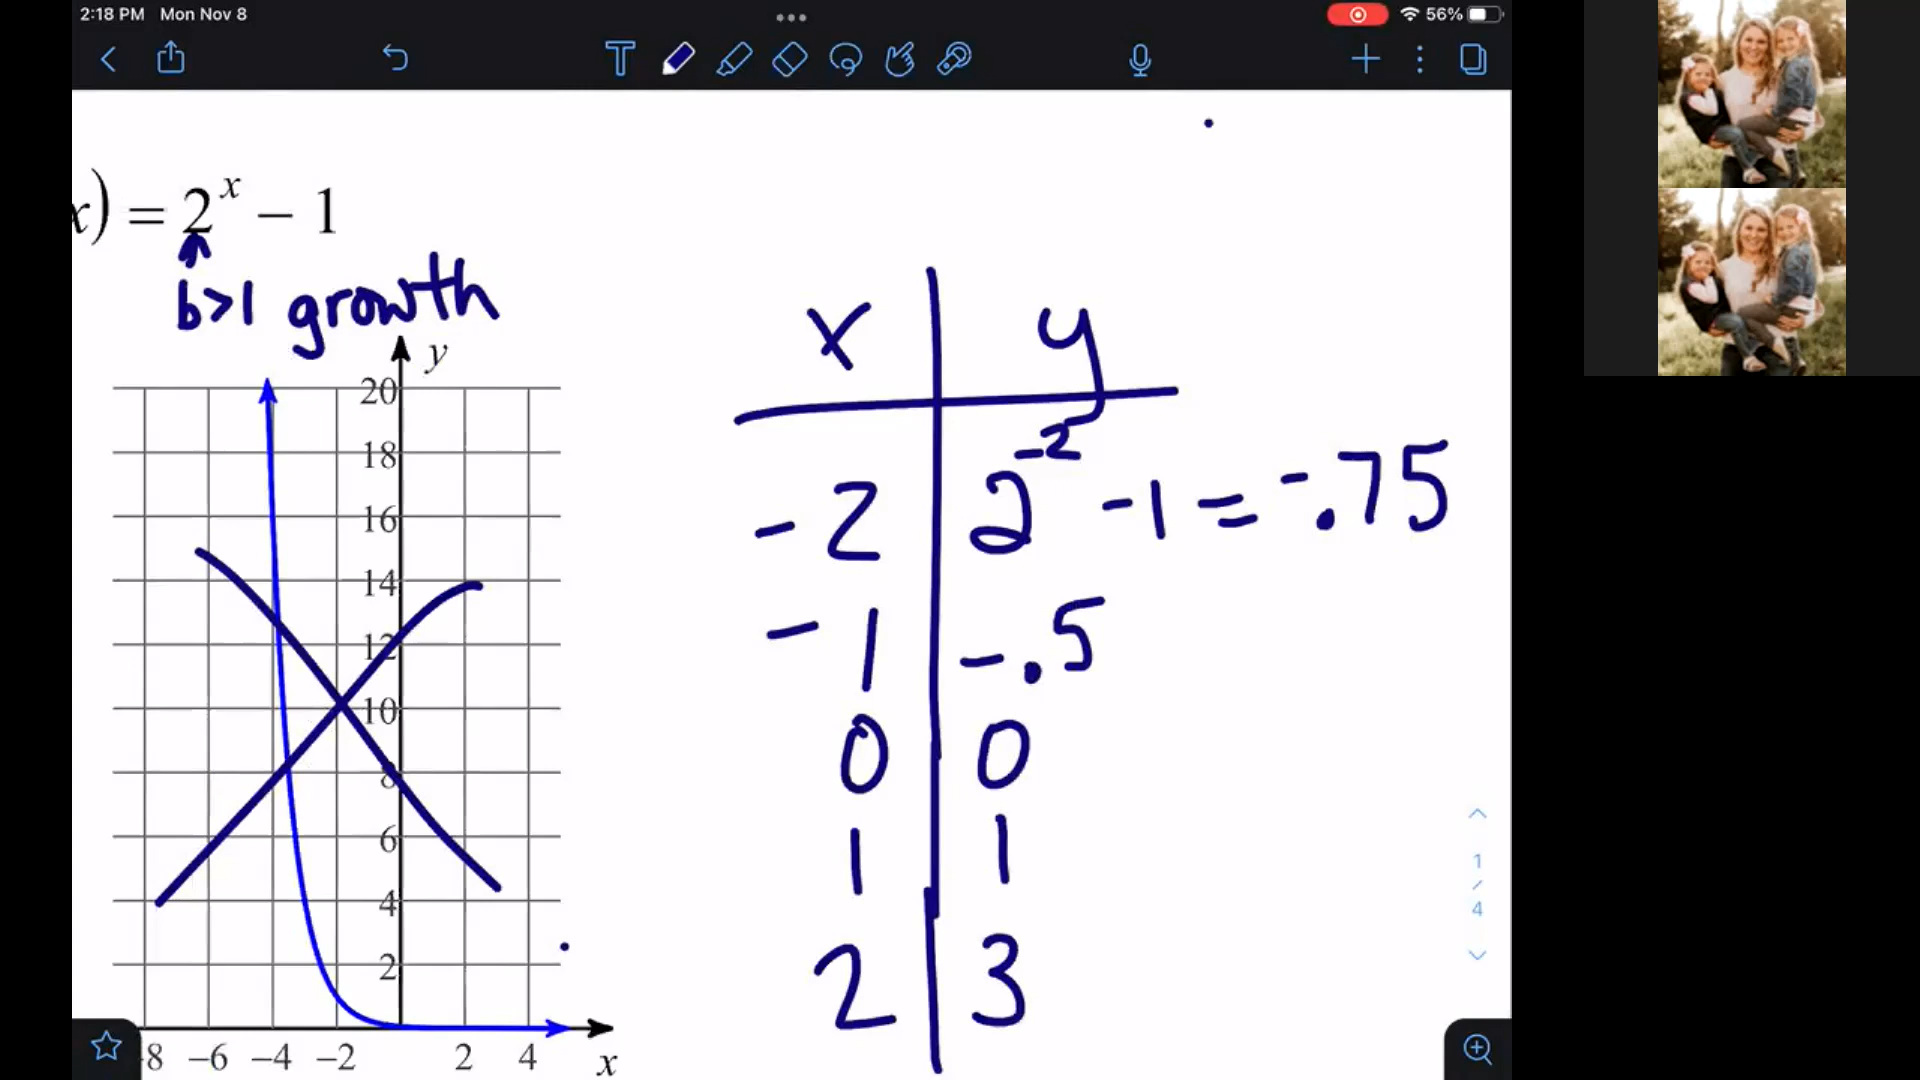 2:18 PM Mon Nov 8
56%
x) = 2^x − 1
b>1 growth
y
20
18
16
14
12
10
8
6
4
2
8 −6 −4 −2 2 4 x
x y
-2 2^-2 -1 = -.75
-1 -.5
0 0
1 1
2 3
1
/
4